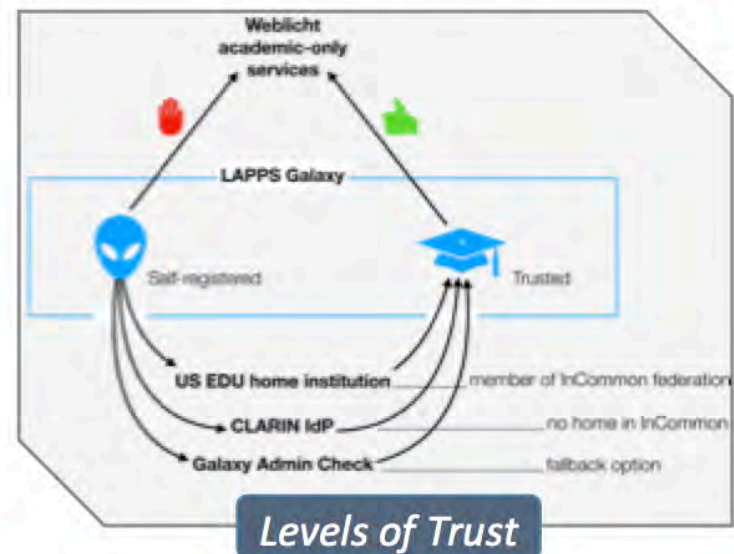 Weblicht
academic-only
services
LAPPS Galaxy
Self-registered
Trusted
US EDU home institution member of InCommon federation
CLARIN IdP no home in InCommon
Galaxy Admin Check fallback option
Levels of Trust